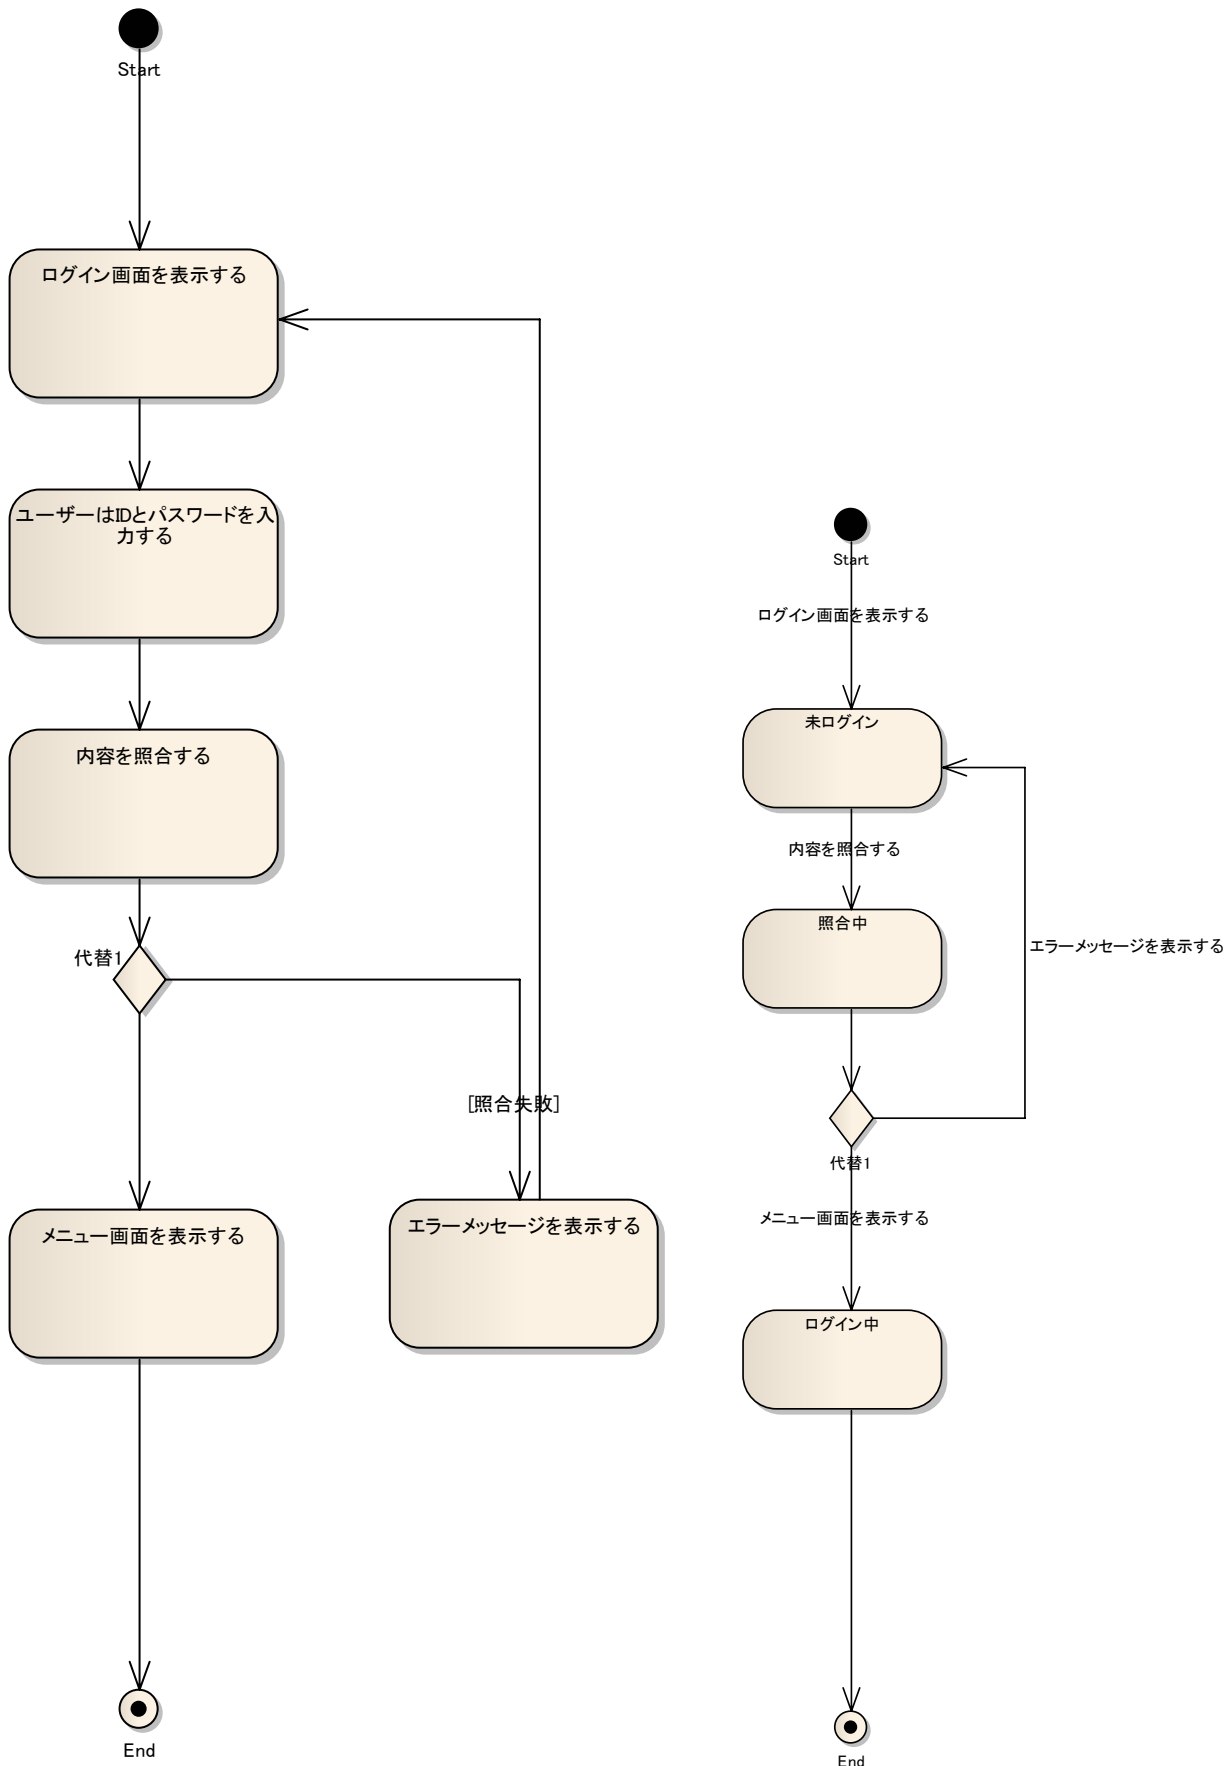 Start
ログイン画面を表示する
ユーザーはIDとパスワードを入
力する
内容を照合する
代替1
[照合失敗]
メニュー画面を表示する
エラーメッセージを表示する
End
Start
ログイン画面を表示する
未ログイン
内容を照合する
照合中
エラーメッセージを表示する
代替1
メニュー画面を表示する
ログイン中
End